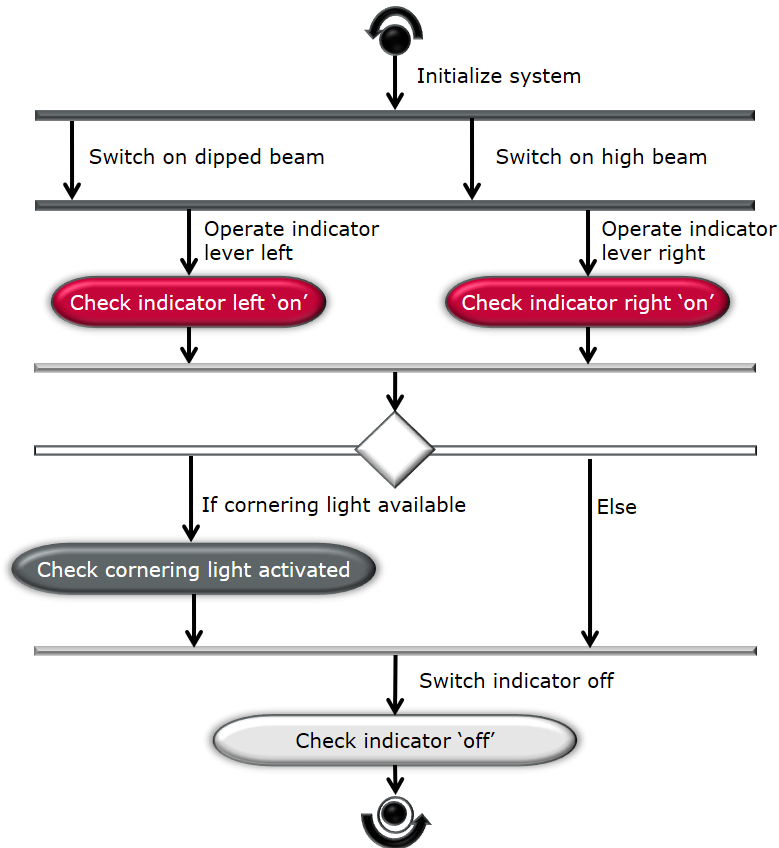 Initialize system
Switch on dipped beam
Switch on high beam
Operate indicator
lever left
Operate indicator
lever right
Check indicator left ‘on’
Check indicator right ‘on’
If cornering light available
Else
Check cornering light activated
Switch indicator off
Check indicator ‘off’